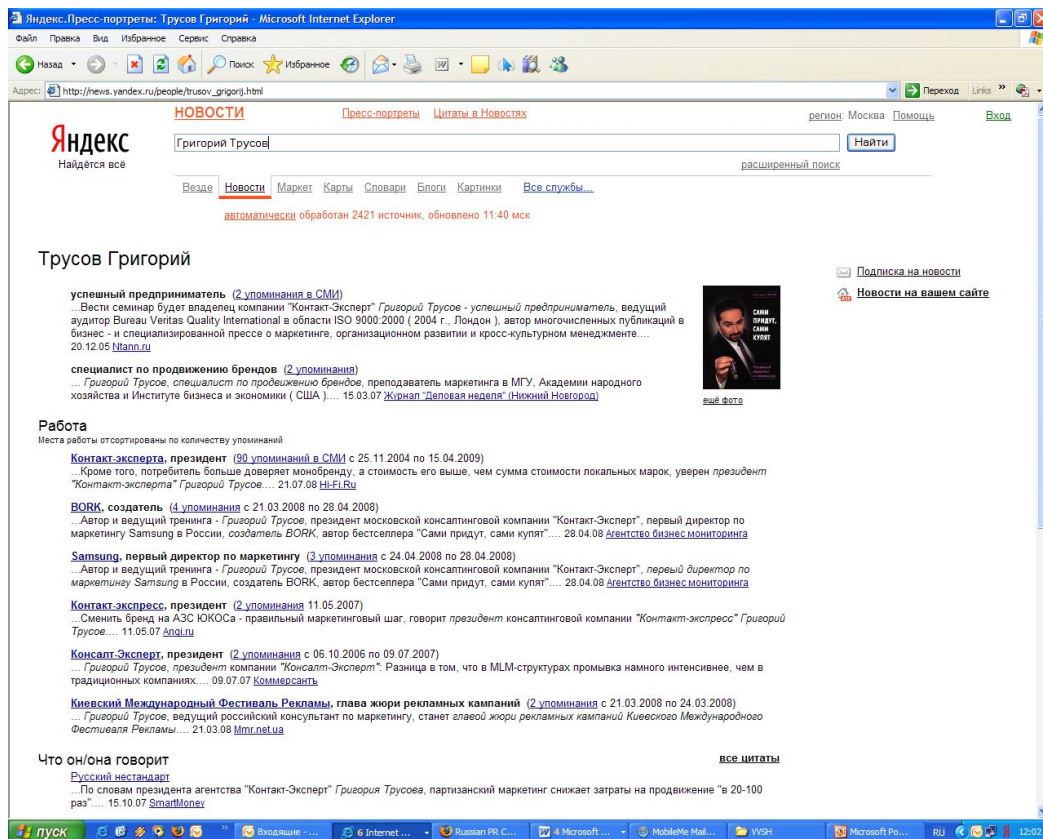 Яндекс.Пресс-портреты: Трусов Григорий - Microsoft Internet Explorer
Файл Правка Вид Избранное Сервис Справка
Назад Поиск Избранное
Адрес: http://news.yandex.ru/people/trusov_grigorij.html Переход Links »
НОВОСТИ Пресс-портреты Цитаты в Новостях регион: Москва Помощь Вход
Яндекс
Найдётся всё
Григорий Трусов Найти
расширенный поиск
Везде Новости Маркет Карты Словари Блоги Картинки Все службы...
автоматически обработан 2421 источник, обновлено 11:40 мск
Трусов Григорий
Подписка на новости
Новости на вашем сайте
успешный предприниматель (2 упоминания в СМИ)
...Вести семинар будет владелец компании "Контакт-Эксперт" Григорий Трусов - успешный предприниматель, ведущий
аудитор Bureau Veritas Quality International в области ISO 9000:2000 ( 2004 г., Лондон ), автор многочисленных публикаций в
бизнес - и специализированной прессе о маркетинге, организационном развитии и кросс-культурном менеджменте....
20.12.05 Ntann.ru
САМИ
ПРИДУТ,
САМИ
КУПЯТ
специалист по продвижению брендов (2 упоминания)
... Григорий Трусов, специалист по продвижению брендов, преподаватель маркетинга в МГУ, Академии народного
хозяйства и Институте бизнеса и экономики ( США ).... 15.03.07 Журнал "Деловая неделя" (Нижний Новгород)
ещё фото
Работа
Места работы отсортированы по количеству упоминаний
Контакт-эксперта, президент (90 упоминаний в СМИ с 25.11.2004 по 15.04.2009)
...Кроме того, потребитель больше доверяет монобренду, а стоимость его выше, чем сумма стоимости локальных марок, уверен президент
"Контакт-эксперта" Григорий Трусов.... 21.07.08 Hi-Fi.Ru
BORK, создатель (4 упоминания с 21.03.2008 по 28.04.2008)
...Автор и ведущий тренинга - Григорий Трусов, президент московской консалтинговой компании "Контакт-Эксперт", первый директор по
маркетингу Samsung в России, создатель BORK, автор бестселлера "Сами придут, сами купят".... 28.04.08 Агентство бизнес мониторинга
Samsung, первый директор по маркетингу (3 упоминания с 24.04.2008 по 28.04.2008)
...Автор и ведущий тренинга - Григорий Трусов, президент московской консалтинговой компании "Контакт-Эксперт", первый директор по
маркетингу Samsung в России, создатель BORK, автор бестселлера "Сами придут, сами купят".... 28.04.08 Агентство бизнес мониторинга
Контакт-экспресс, президент (2 упоминания 11.05.2007)
...Сменить бренд на АЗС ЮКОСа - правильный маркетинговый шаг, говорит президент консалтинговой компании "Контакт-экспресс" Григорий
Трусов.... 11.05.07 Angi.ru
Консалт-Эксперт, президент (2 упоминания с 06.10.2006 по 09.07.2007)
... Григорий Трусов, президент компании "Консалт-Эксперт": Разница в том, что в MLM-структурах промывка намного интенсивнее, чем в
традиционных компаниях.... 09.07.07 Коммерсантъ
Киевский Международный Фестиваль Рекламы, глава жюри рекламных кампаний (2 упоминания с 21.03.2008 по 24.03.2008)
... Григорий Трусов, ведущий российский консультант по маркетингу, станет главой жюри рекламных кампаний Киевского Международного
Фестиваля Рекламы.... 21.03.08 Mmr.net.ua
Что он/она говорит все цитаты
Русский нестандарт
...По словам президента агентства "Контакт-Эксперт" Григория Трусова, партизанский маркетинг снижает затраты на продвижение "в 20-100
раз".... 15.10.07 SmartMoney
пуск » Входящие - ... 6 Internet ... Russian PR C... 4 Microsoft ... MobileMe Mail... VVSH Microsoft Po... RU 12:02